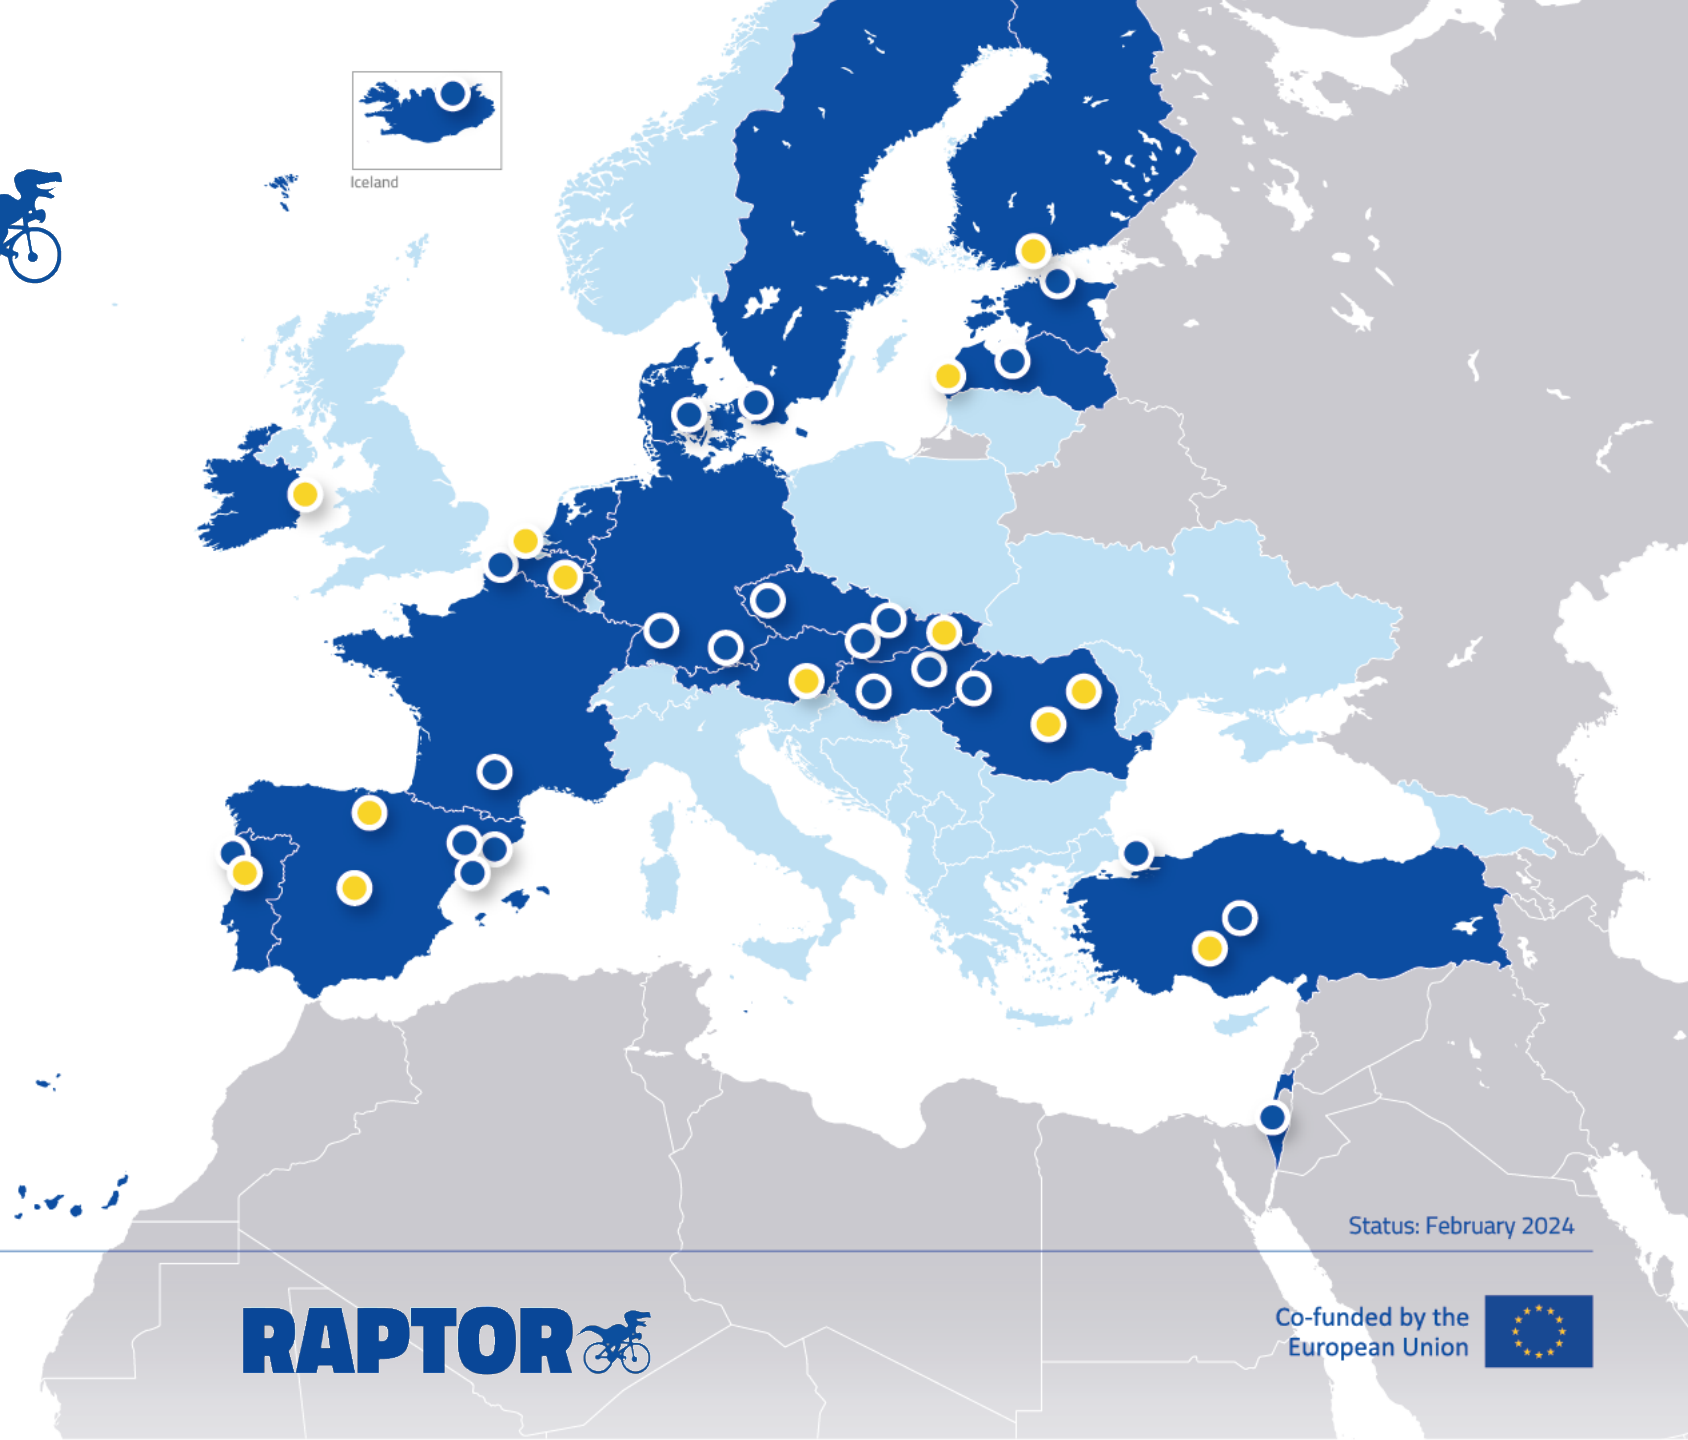 Iceland
Status: February 2024
RAPTOR
Co-funded by the
European Union